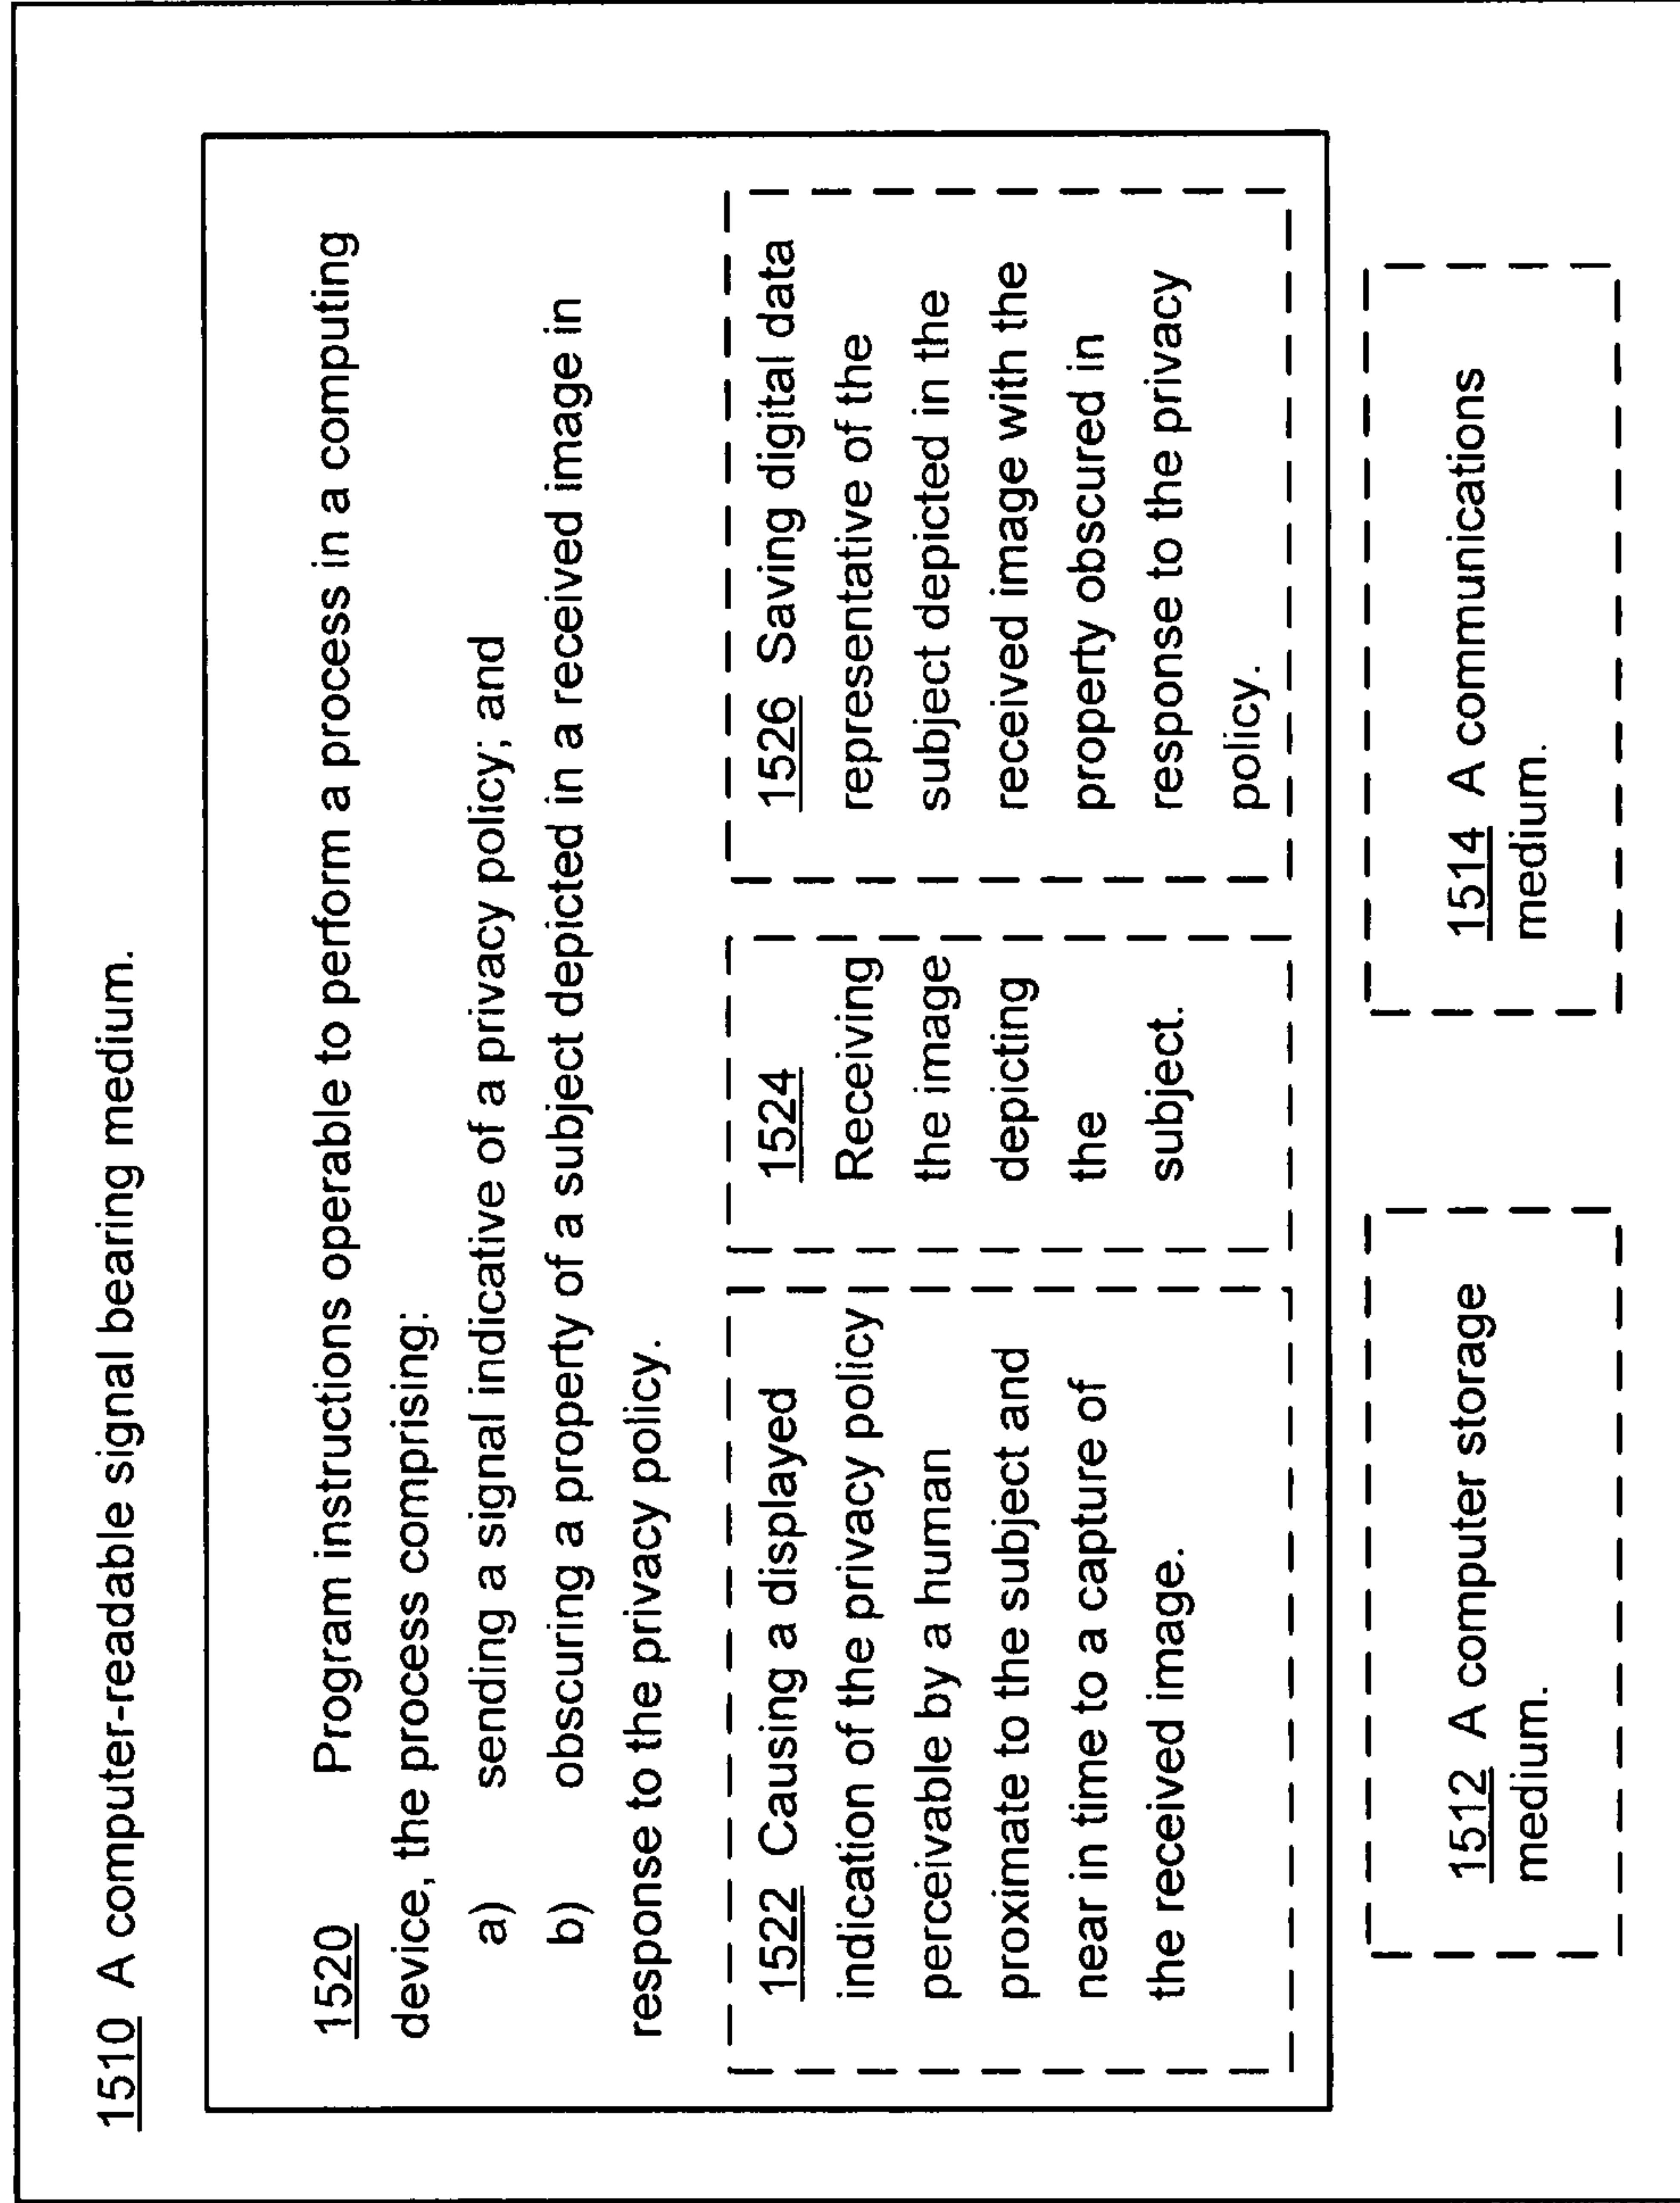 1510 A computer-readable signal bearing medium.
1520 Program instructions operable to perform a process in a computing
device, the process comprising:
a) sending a signal indicative of a privacy policy; and
b) obscuring a property of a subject depicted in a received image in
response to the privacy policy.
1522 Causing a displayed
indication of the privacy policy
perceivable by a human
proximate to the subject and
near in time to a capture of
the received image.
1524
Receiving
the image
depicting
the
subject.
1526 Saving digital data
representative of the
subject depicted in the
received image with the
property obscured in
response to the privacy
policy.
1512 A computer storage
medium.
1514 A communications
medium.